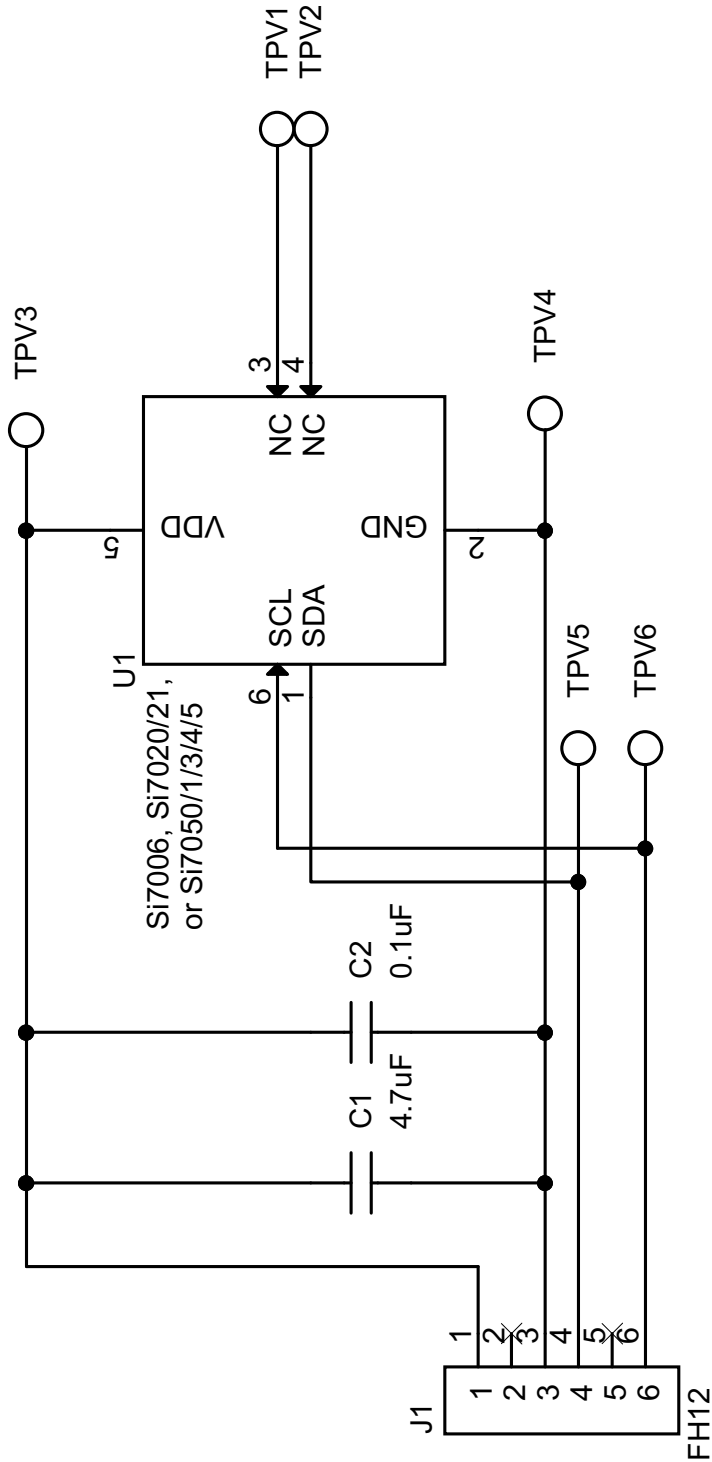 TPV1
TPV2
TPV3
3
4
TPV4
NC
NC
5
VDD
GND
2
U1
SCL
SDA
6
1
TPV5
TPV6
Si7006, Si7020/21,
or Si7050/1/3/4/5
C2
0.1uF
C1
4.7uF
1
2
3
4
5
6
J1
1
2
3
4
5
6
FH12